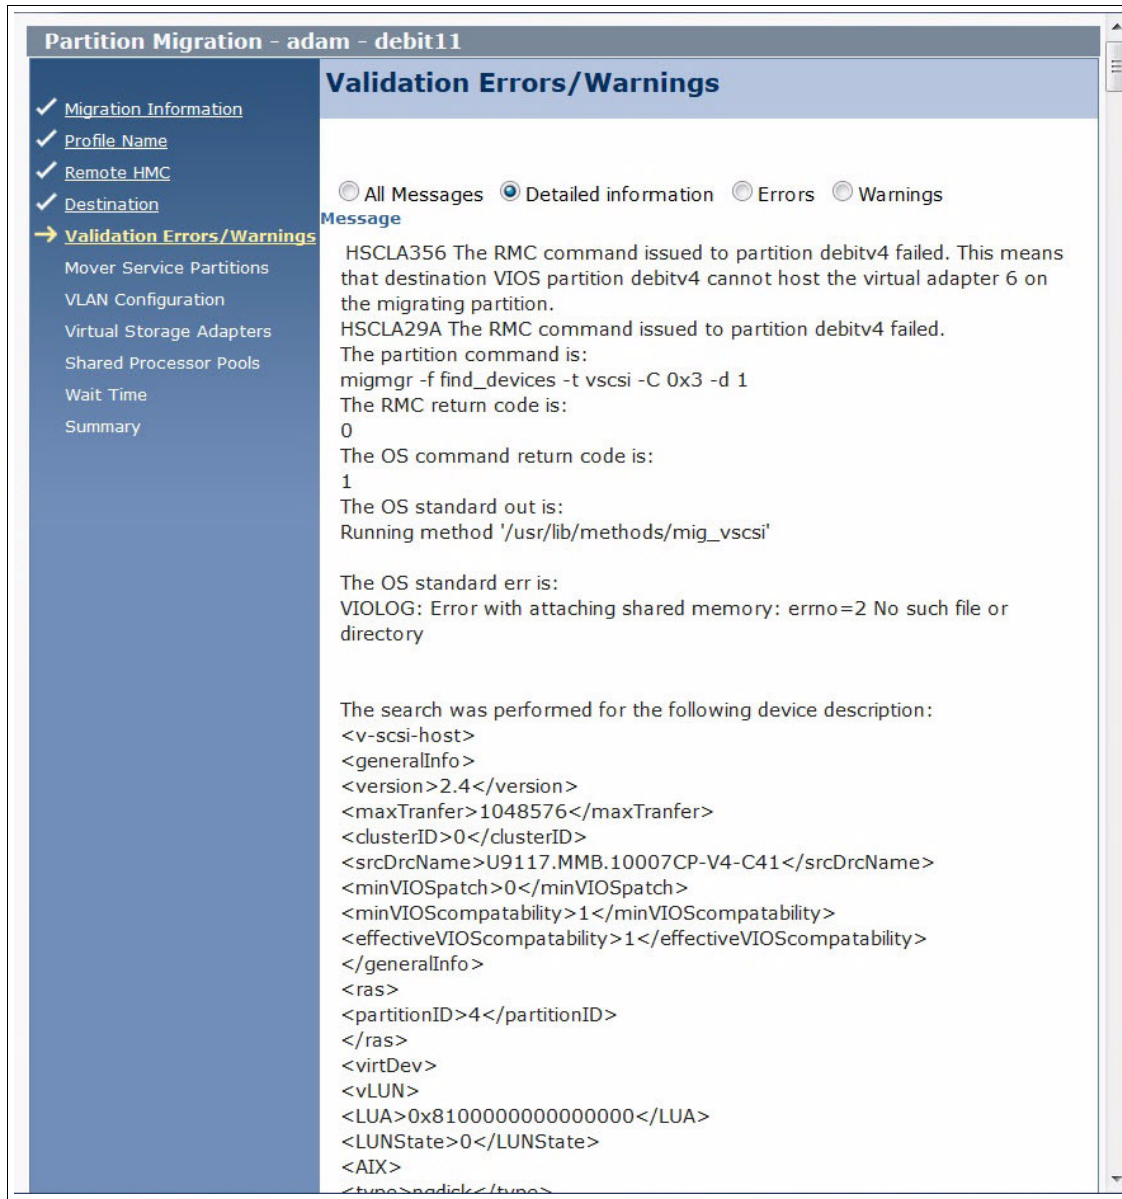 Partition Migration - adam - debit11
Migration Information
Profile Name
Remote HMC
Destination
Validation Errors/Warnings
Mover Service Partitions
VLAN Configuration
Virtual Storage Adapters
Shared Processor Pools
Wait Time
Summary
Validation Errors/Warnings
All Messages Detailed information Errors Warnings
Message
HSCLA356 The RMC command issued to partition debitv4 failed. This means
that destination VIOS partition debitv4 cannot host the virtual adapter 6 on
the migrating partition.
HSCLA29A The RMC command issued to partition debitv4 failed.
The partition command is:
migmgr -f find_devices -t vscsi -C 0x3 -d 1
The RMC return code is:
0
The OS command return code is:
1
The OS standard out is:
Running method '/usr/lib/methods/mig_vscsi'
The OS standard err is:
VIOLOG: Error with attaching shared memory: errno=2 No such file or
directory
The search was performed for the following device description:
<v-scsi-host>
<generalInfo>
<version>2.4</version>
<maxTranfer>1048576</maxTranfer>
<clusterID>0</clusterID>
<srcDrcName>U9117.MMB.10007CP-V4-C41</srcDrcName>
<minVIOSpatch>0</minVIOSpatch>
<minVIOScompatability>1</minVIOScompatability>
<effectiveVIOScompatability>1</effectiveVIOScompatability>
</generalInfo>
<ras>
<partitionID>4</partitionID>
</ras>
<virtDev>
<vLUN>
<LUA>0x8100000000000000</LUA>
<LUNState>0</LUNState>
<AIX>